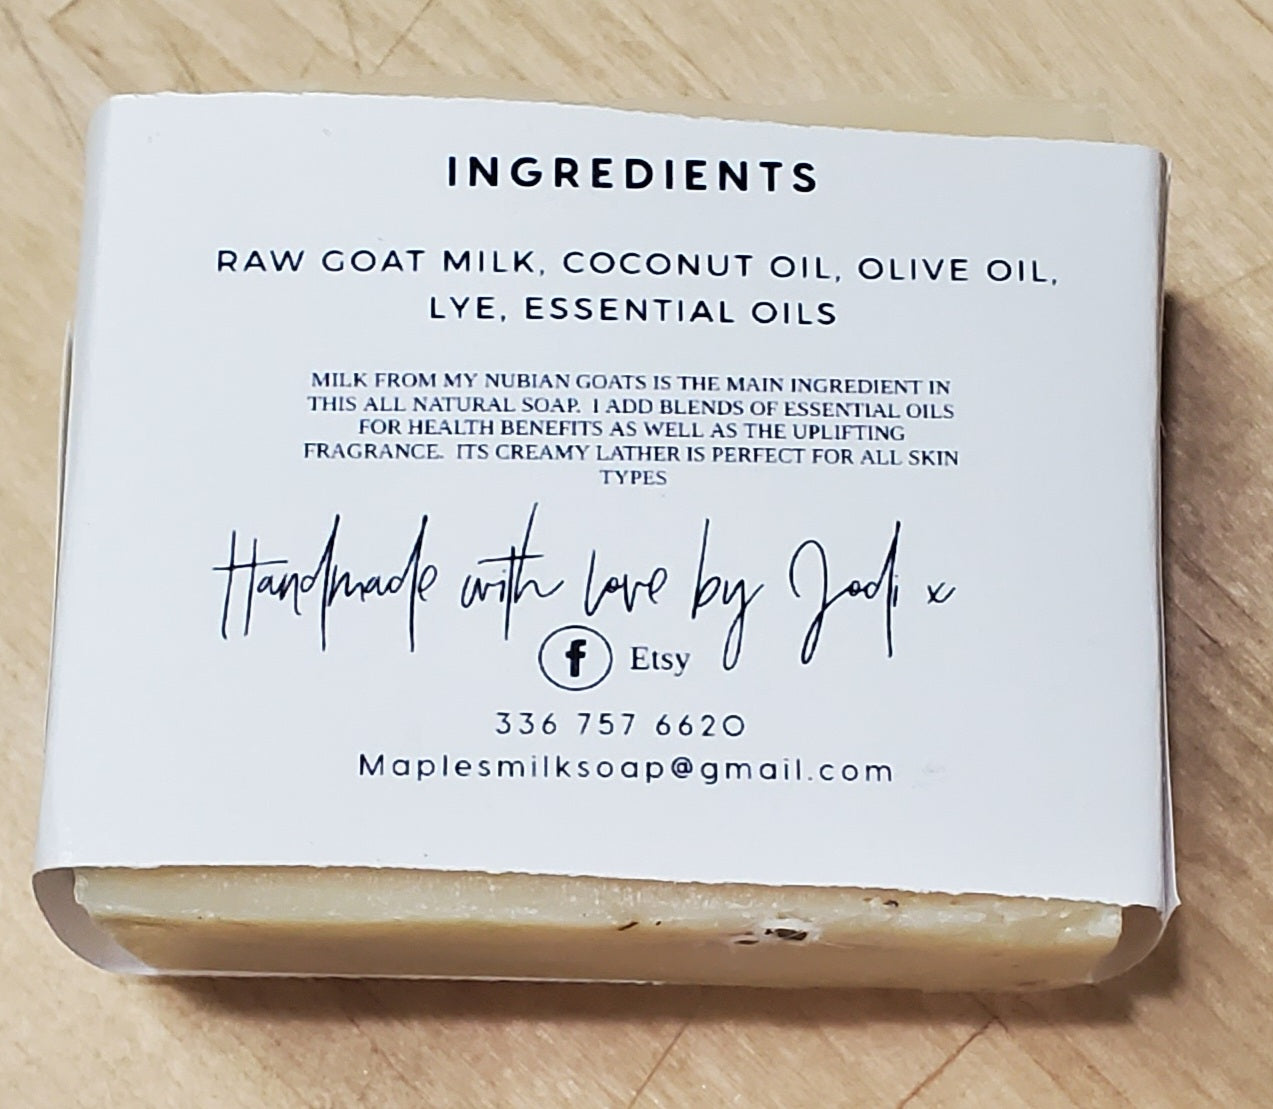 INGREDIENTS
RAW GOAT MILK, COCONUT OIL, OLIVE OIL,
LYE, ESSENTIAL OILS
MILK FROM MY NUBIAN GOATS IS THE MAIN INGREDIENT IN
THIS ALL NATURAL SOAP. I ADD BLENDS OF ESSENTIAL OILS
FOR HEALTH BENEFITS AS WELL AS THE UPLIFTING
FRAGRANCE. ITS CREAMY LATHER IS PERFECT FOR ALL SKIN
TYPES
Handmade with love by Jodi x
f Etsy
336 757 6620
Maplesmilksoap@gmail.com